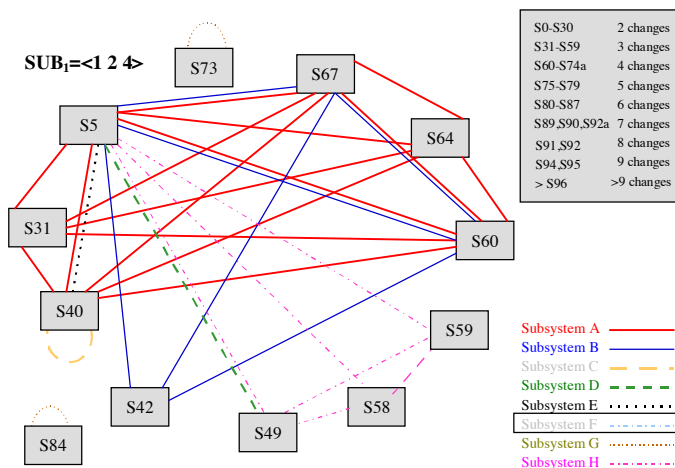 SUB1=<1 2 4>
S73
S67
S5
S64
S31
S60
S40
S59
S42
S58
S49
S84
S0-S30 2 changes
S31-S59 3 changes
S60-S74a 4 changes
S75-S79 5 changes
S80-S87 6 changes
S89,S90,S92a 7 changes
S91,S92 8 changes
S94,S95 9 changes
> S96 >9 changes
Subsystem A
Subsystem B
Subsystem C
Subsystem D
Subsystem E
Subsystem F
Subsystem G
Subsystem H